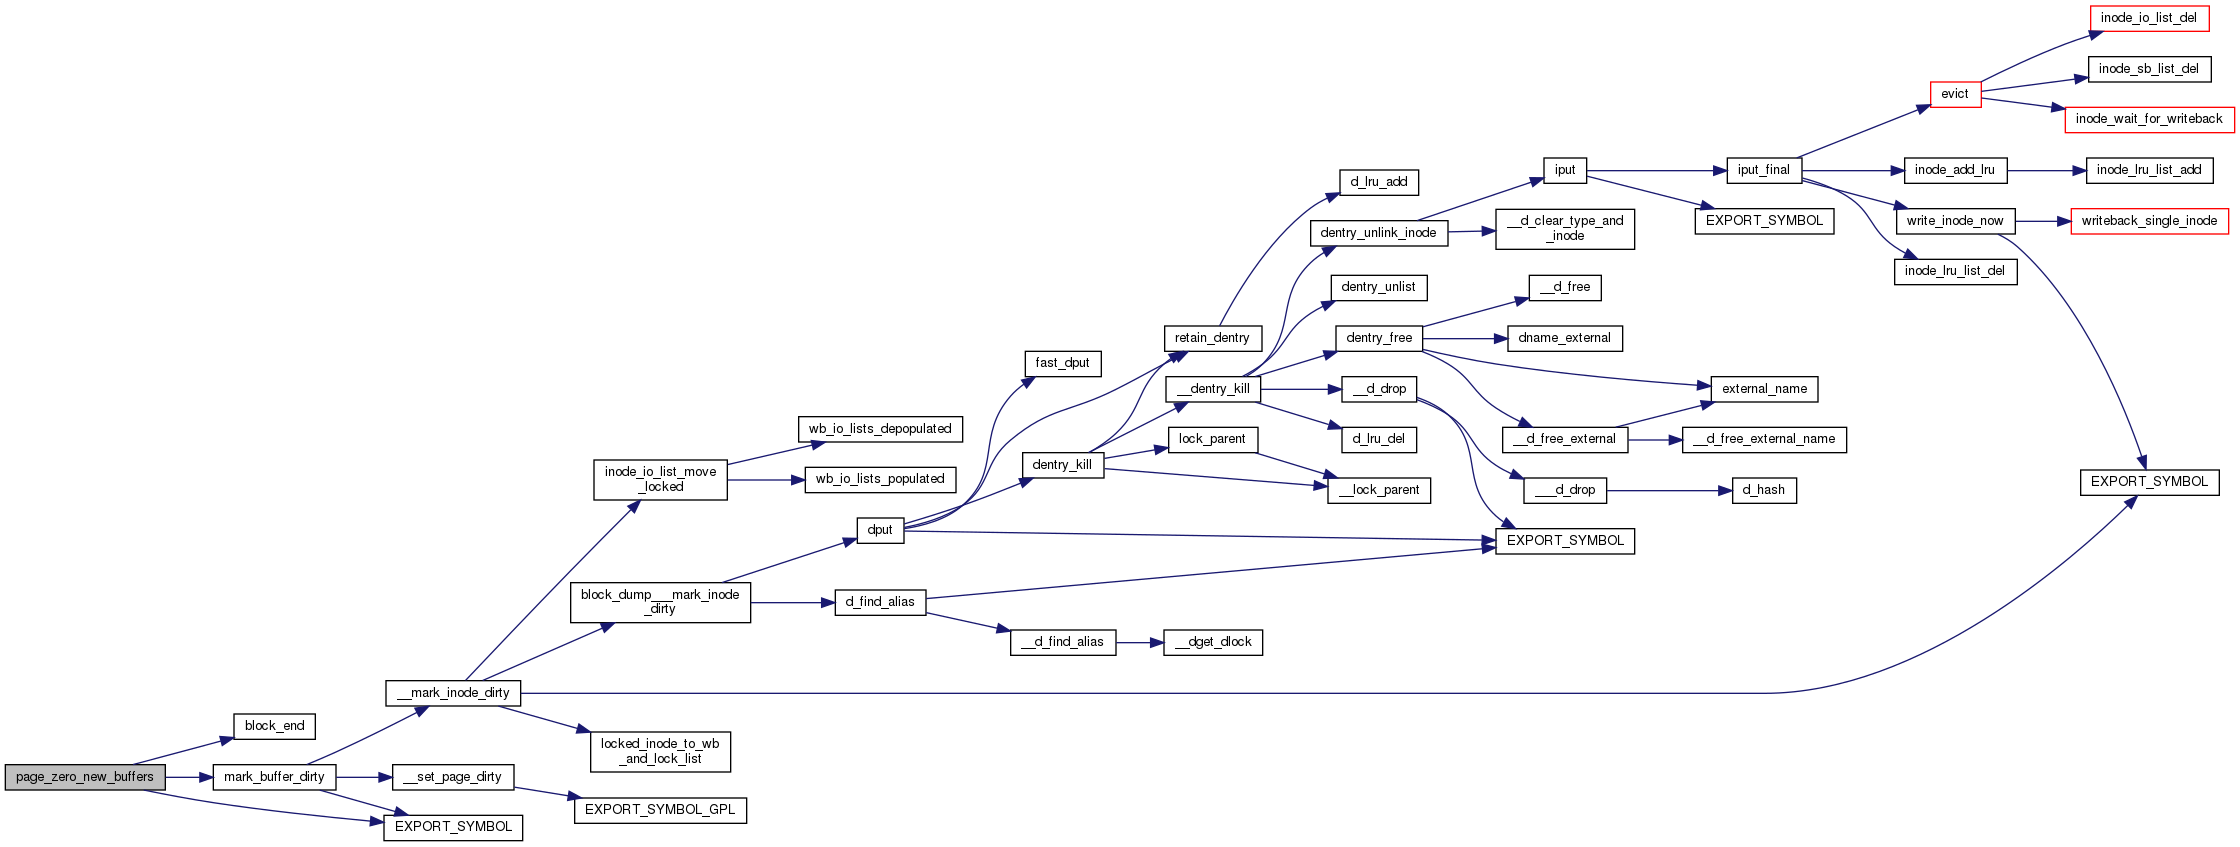 inode_io_list_del
inode_sb_list_del
evict
inode_wait_for_writeback
iput
iput_final
inode_add_lru
inode_lru_list_add
d_lru_add
EXPORT_SYMBOL
write_inode_now
writeback_single_inode
dentry_unlink_inode
__d_clear_type_and
_inode
inode_lru_list_del
dentry_unlist
__d_free
retain_dentry
dentry_free
dname_external
fast_dput
__dentry_kill
__d_drop
external_name
wb_io_lists_depopulated
lock_parent
d_lru_del
__d_free_external
__d_free_external_name
inode_io_list_move
_locked
wb_io_lists_populated
dentry_kill
__lock_parent
___d_drop
d_hash
EXPORT_SYMBOL
dput
EXPORT_SYMBOL
block_dump___mark_inode
_dirty
d_find_alias
__d_find_alias
__dget_dlock
__mark_inode_dirty
block_end
locked_inode_to_wb
_and_lock_list
page_zero_new_buffers
mark_buffer_dirty
__set_page_dirty
EXPORT_SYMBOL_GPL
EXPORT_SYMBOL